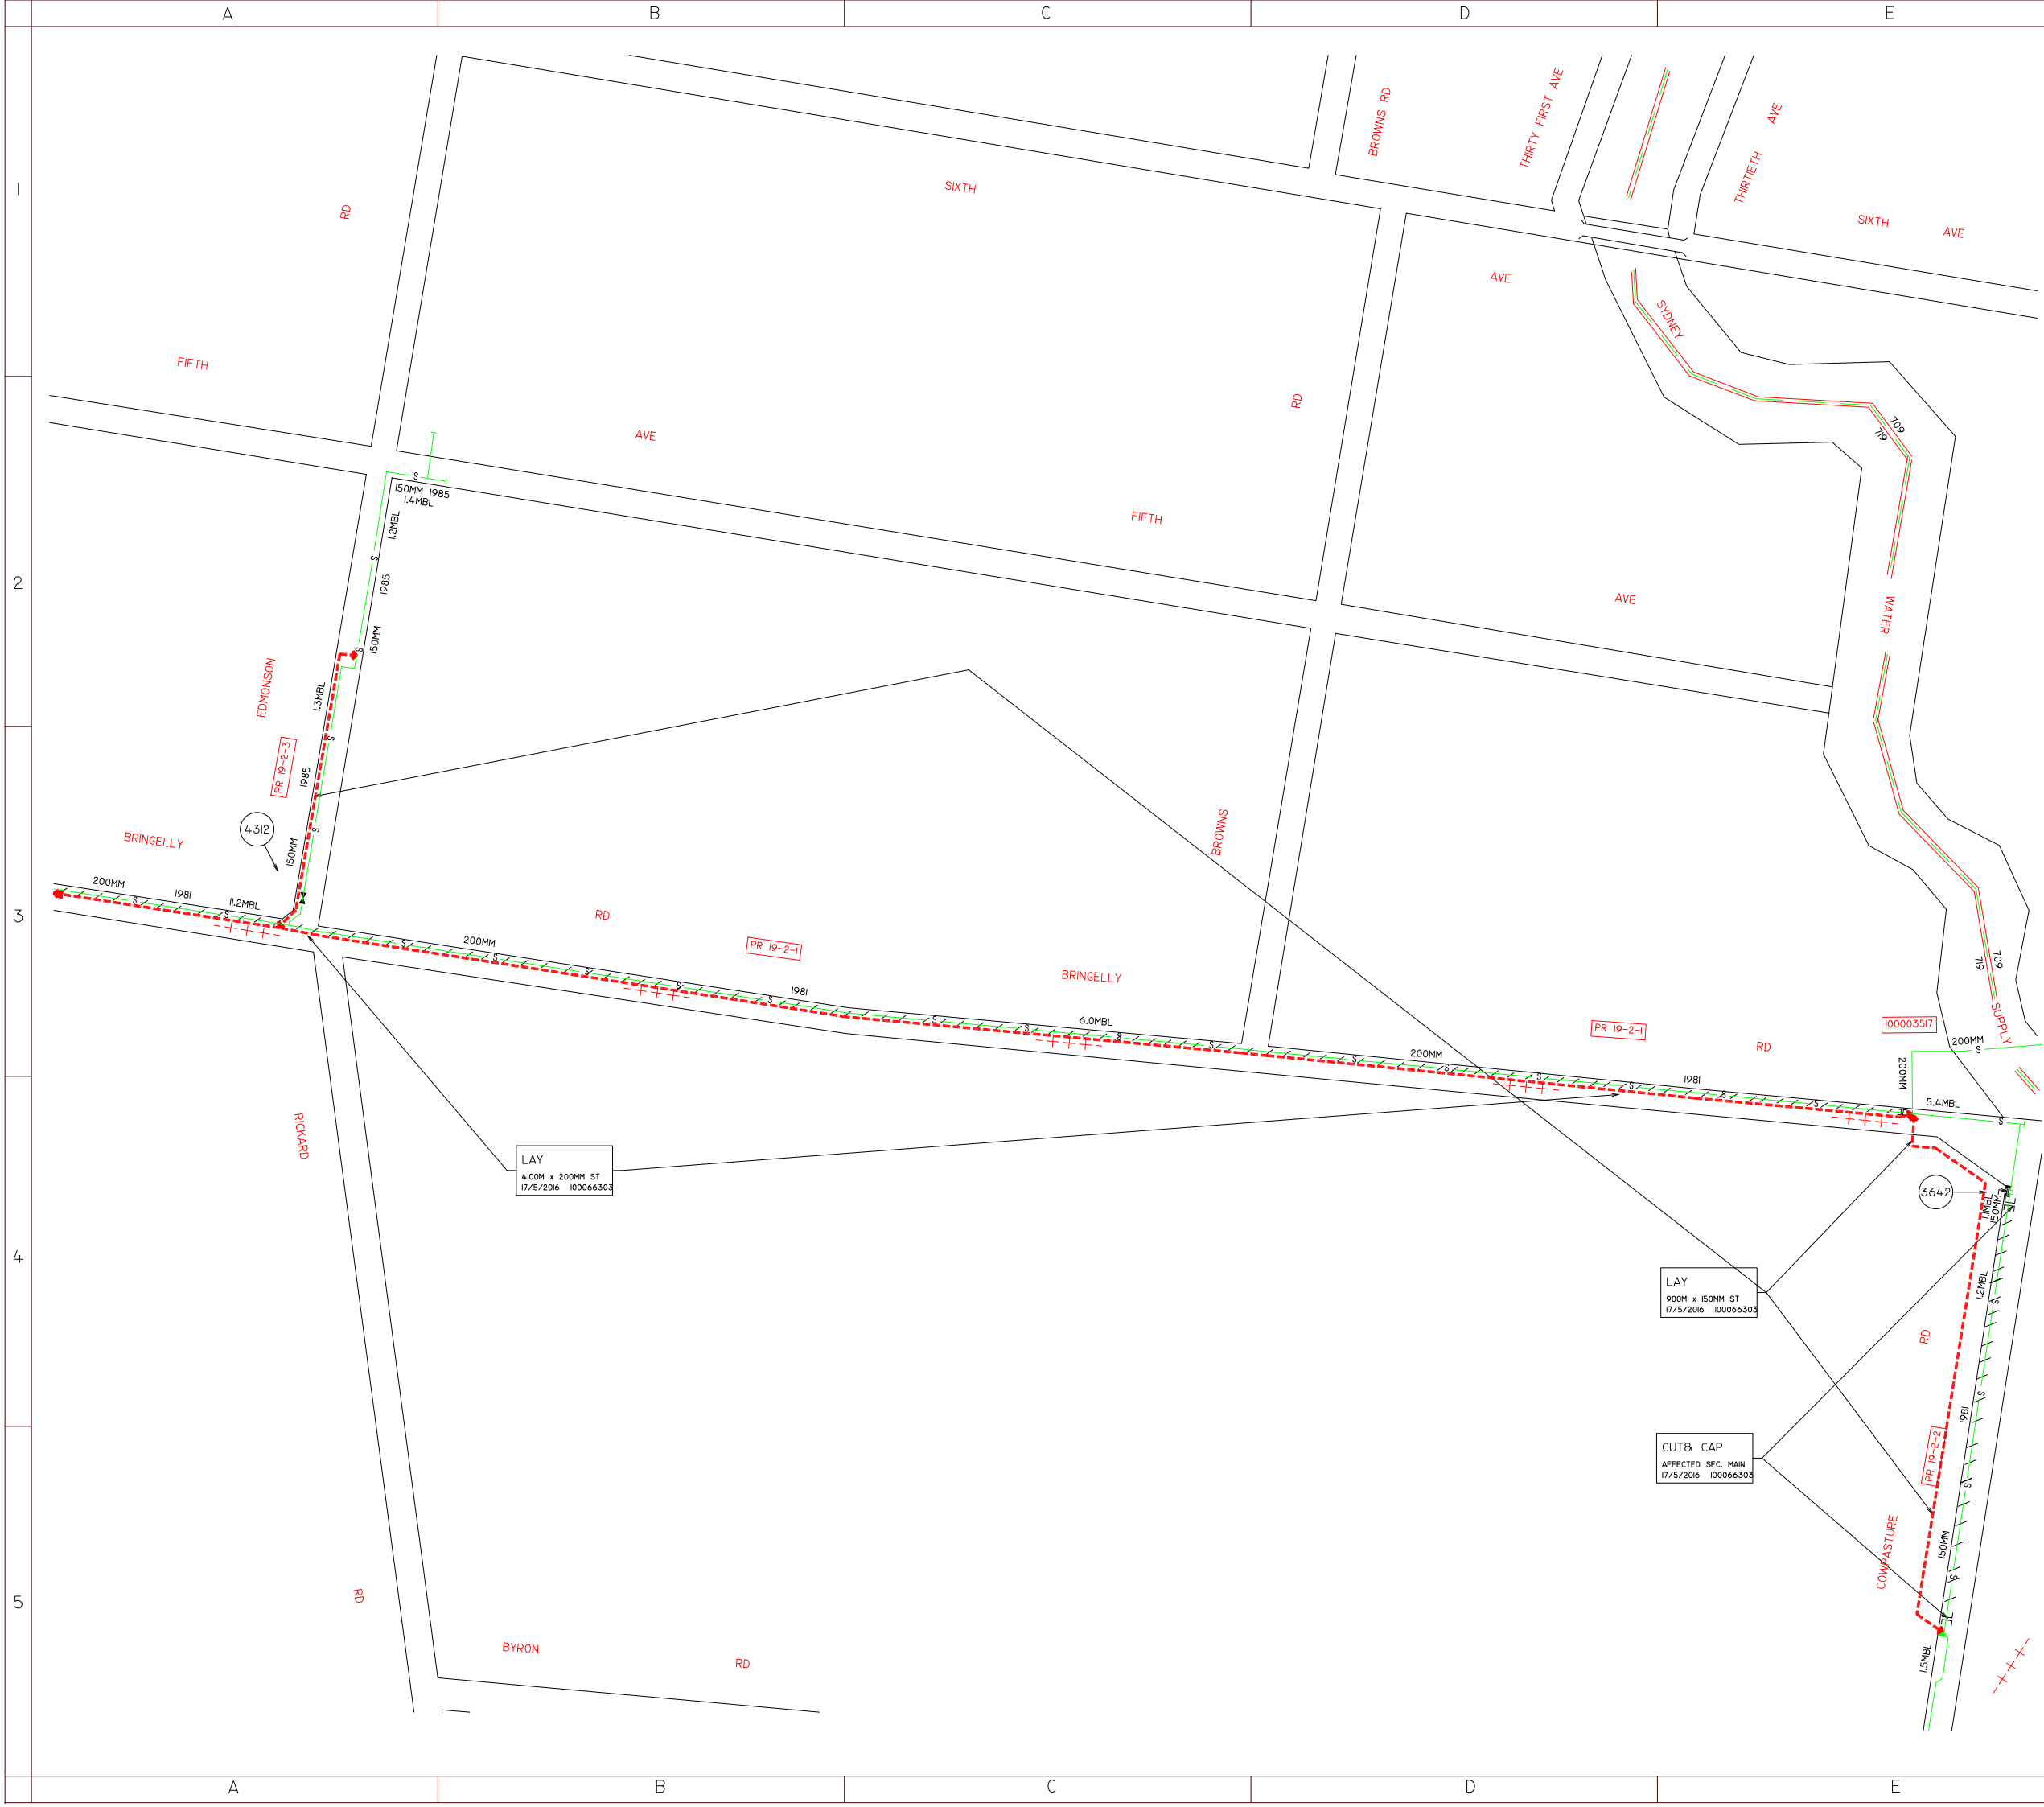 A
B
C
D
E
1
2
3
4
5
RD
SIXTH
BROWNS RD
THIRTY FIRST AVE
THIRTIETH AVE
SIXTH AVE
AVE
SYDNEY
FIFTH
AVE
RD
709
719
S
150MM 1985
1.4MBL
1.2MBL
FIFTH
S
1985
AVE
WATER
150MM
S
EDMONSON
1.3MBL
S
PR 19-2-3
1985
S
4312
BRINGELLY
150MM
BROWNS
200MM
1981
11.2MBL
S
S
RD
S
200MM
S
PR 19-2-1
S
S
1981
S
BRINGELLY
S
6.0MBL
S
S
S
709
719
SUPPLY
PR 19-2-1
RD
100003517
200MM
S
200MM
S
200MM
S
S
S
1981
S
S
5.4MBL
S
RICKARD
LAY
4100M x 200MM ST
17/5/2016 100066303
3642
1.1MBL
150MM
S
LAY
900M x 150MM ST
17/5/2016 100066303
1.2MBL
S
RD
S
1981
CUT& CAP
AFFECTED SEC. MAIN
17/5/2016 100066303
PR 19-2-2
S
COWPASTURE
150MM
S
RD
BYRON
RD
1.5MBL
A
B
C
D
E